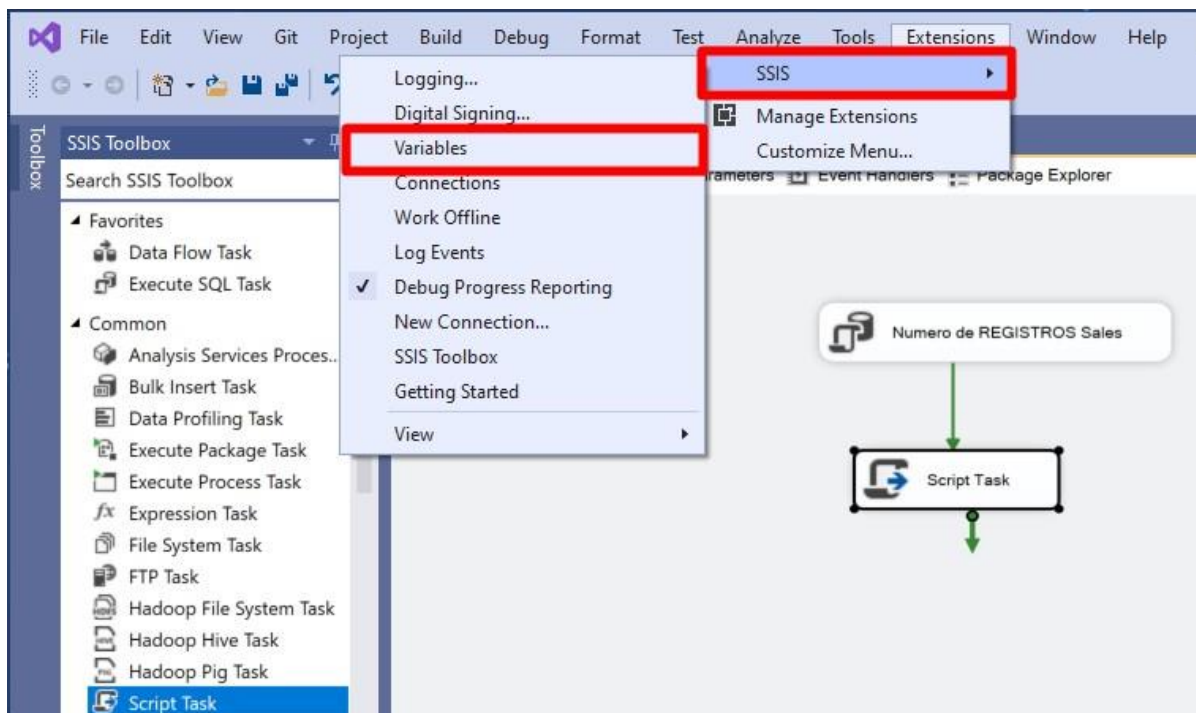 File Edit View Git Project Build Debug Format Test Analyze Tools Extensions Window Help
Toolbox
SSIS Toolbox
Search SSIS Toolbox
Favorites
Data Flow Task
Execute SQL Task
Common
Analysis Services Proces...
Bulk Insert Task
Data Profiling Task
Execute Package Task
Execute Process Task
Expression Task
File System Task
FTP Task
Hadoop File System Task
Hadoop Hive Task
Hadoop Pig Task
Script Task
Logging...
Digital Signing...
Variables
Connections
Work Offline
Log Events
Debug Progress Reporting
New Connection...
SSIS Toolbox
Getting Started
View
SSIS
Manage Extensions
Customize Menu...
Event Handlers Package Explorer
Numero de REGISTROS Sales
Script Task